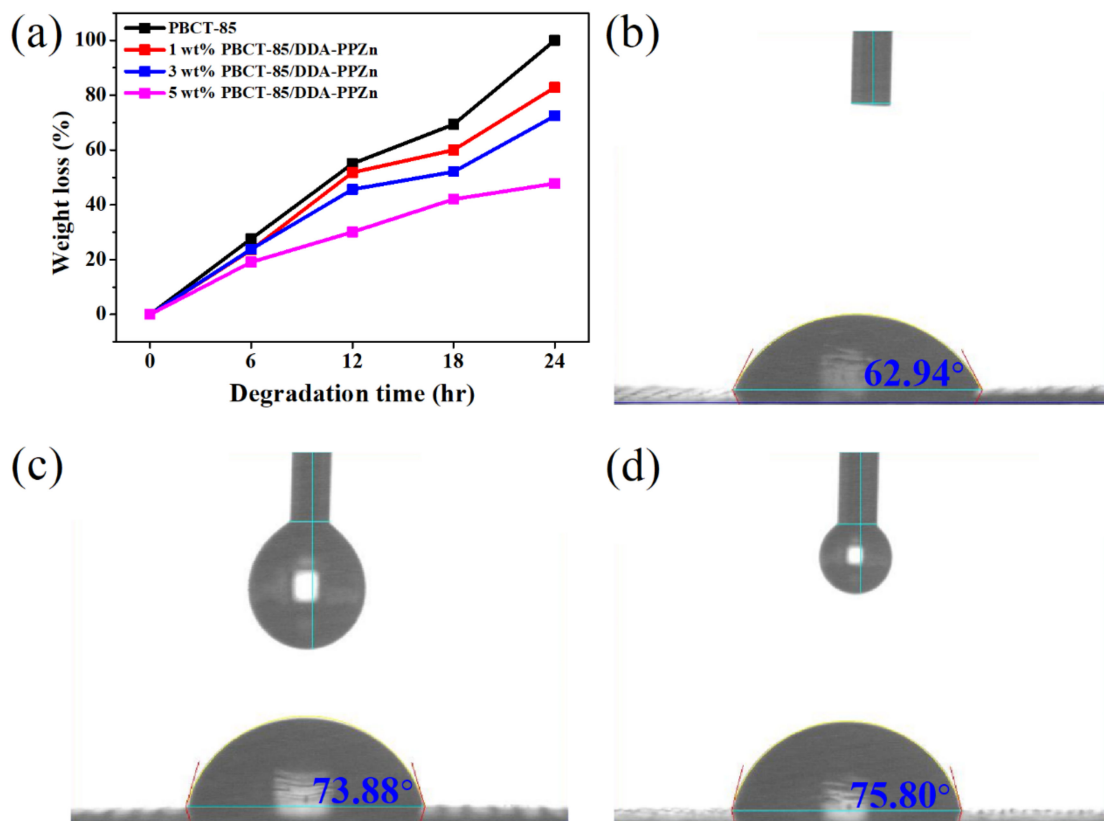 (a)
PBCT-85
1 wt% PBCT-85/DDA-PPZn
3 wt% PBCT-85/DDA-PPZn
5 wt% PBCT-85/DDA-PPZn
100
80
60
40
20
0
Weight loss (%)
0 6 12 18 24
Degradation time (hr)
(b)
62.94°
(c)
73.88°
(d)
75.80°